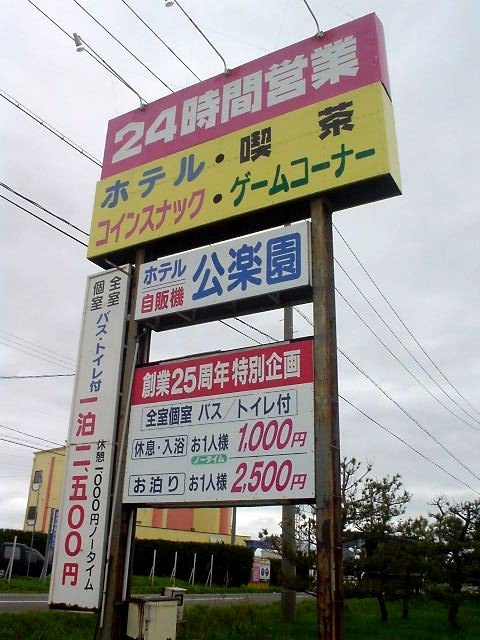 24時間営業
ホテル・喫茶
コインスナック・ゲームコーナー
ホテル
自販機
公楽園
創業25周年特別企画
全室個室 バス/トイレ付
休息・入浴 お1人様 1,000円
ノータイム
お泊り お1人様 2,500円
全室個室 バス・トイレ付
一泊二、五〇〇円
休憩一、〇〇〇円ノータイム